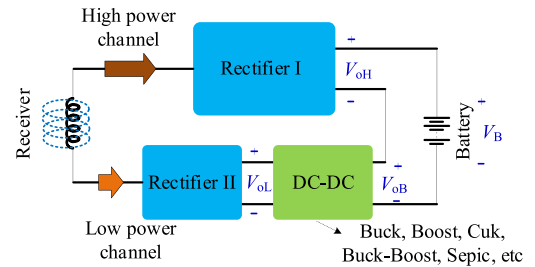 High power
channel
Rectifier I
+
VoH
-
Receiver
Battery
+
VB
-
Rectifier II
+
VoL
-
DC-DC
+
VoB
-
Low power
channel
Buck, Boost, Cuk,
Buck-Boost, Sepic, etc